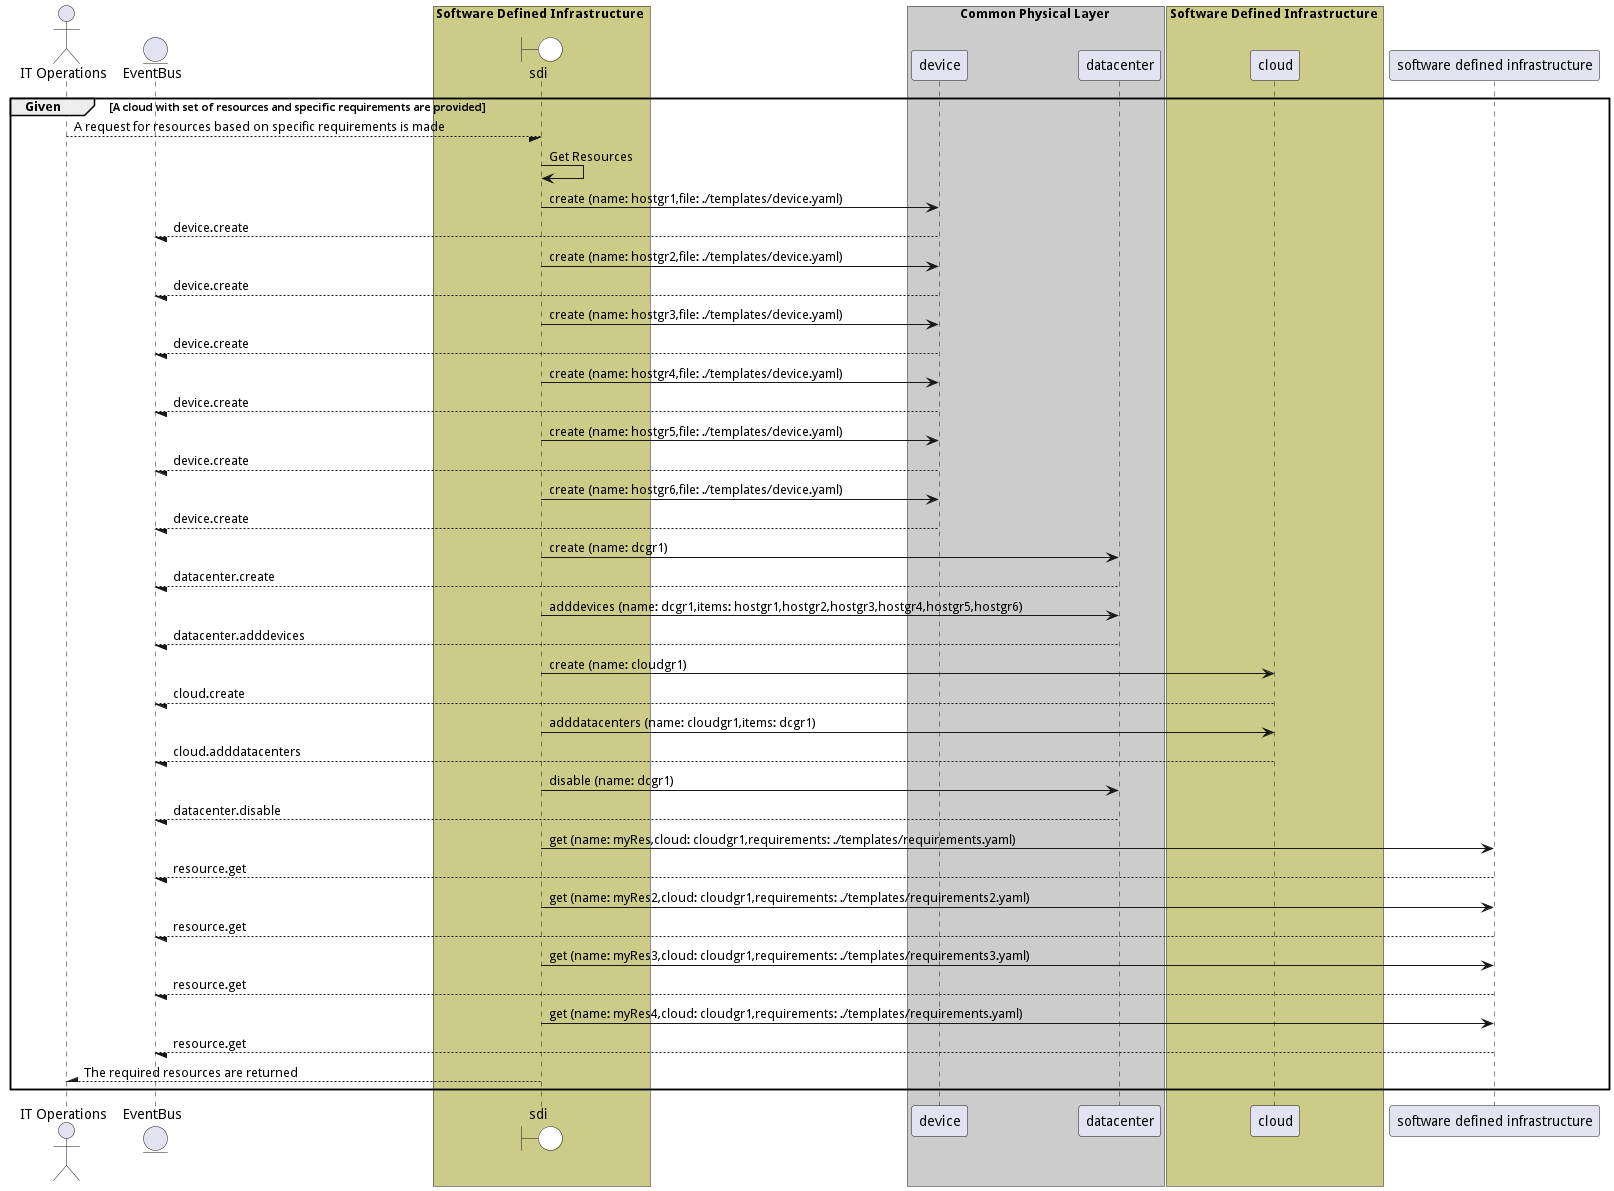 Software Defined Infrastructure
Common Physical Layer
Software Defined Infrastructure
IT Operations
EventBus
sdi
device
datacenter
cloud
software defined infrastructure
Given
[A cloud with set of resources and specific requirements are provided]
A request for resources based on specific requirements is made
Get Resources
create (name: hostgr1,file: ./templates/device.yaml)
device.create
create (name: hostgr2,file: ./templates/device.yaml)
device.create
create (name: hostgr3,file: ./templates/device.yaml)
device.create
create (name: hostgr4,file: ./templates/device.yaml)
device.create
create (name: hostgr5,file: ./templates/device.yaml)
device.create
create (name: hostgr6,file: ./templates/device.yaml)
device.create
create (name: dcgr1)
datacenter.create
adddevices (name: dcgr1,items: hostgr1,hostgr2,hostgr3,hostgr4,hostgr5,hostgr6)
datacenter.adddevices
create (name: cloudgr1)
cloud.create
adddatacenters (name: cloudgr1,items: dcgr1)
cloud.adddatacenters
disable (name: dcgr1)
datacenter.disable
get (name: myRes,cloud: cloudgr1,requirements: ./templates/requirements.yaml)
resource.get
get (name: myRes2,cloud: cloudgr1,requirements: ./templates/requirements2.yaml)
resource.get
get (name: myRes3,cloud: cloudgr1,requirements: ./templates/requirements3.yaml)
resource.get
get (name: myRes4,cloud: cloudgr1,requirements: ./templates/requirements.yaml)
resource.get
The required resources are returned
IT Operations
EventBus
sdi
device
datacenter
cloud
software defined infrastructure